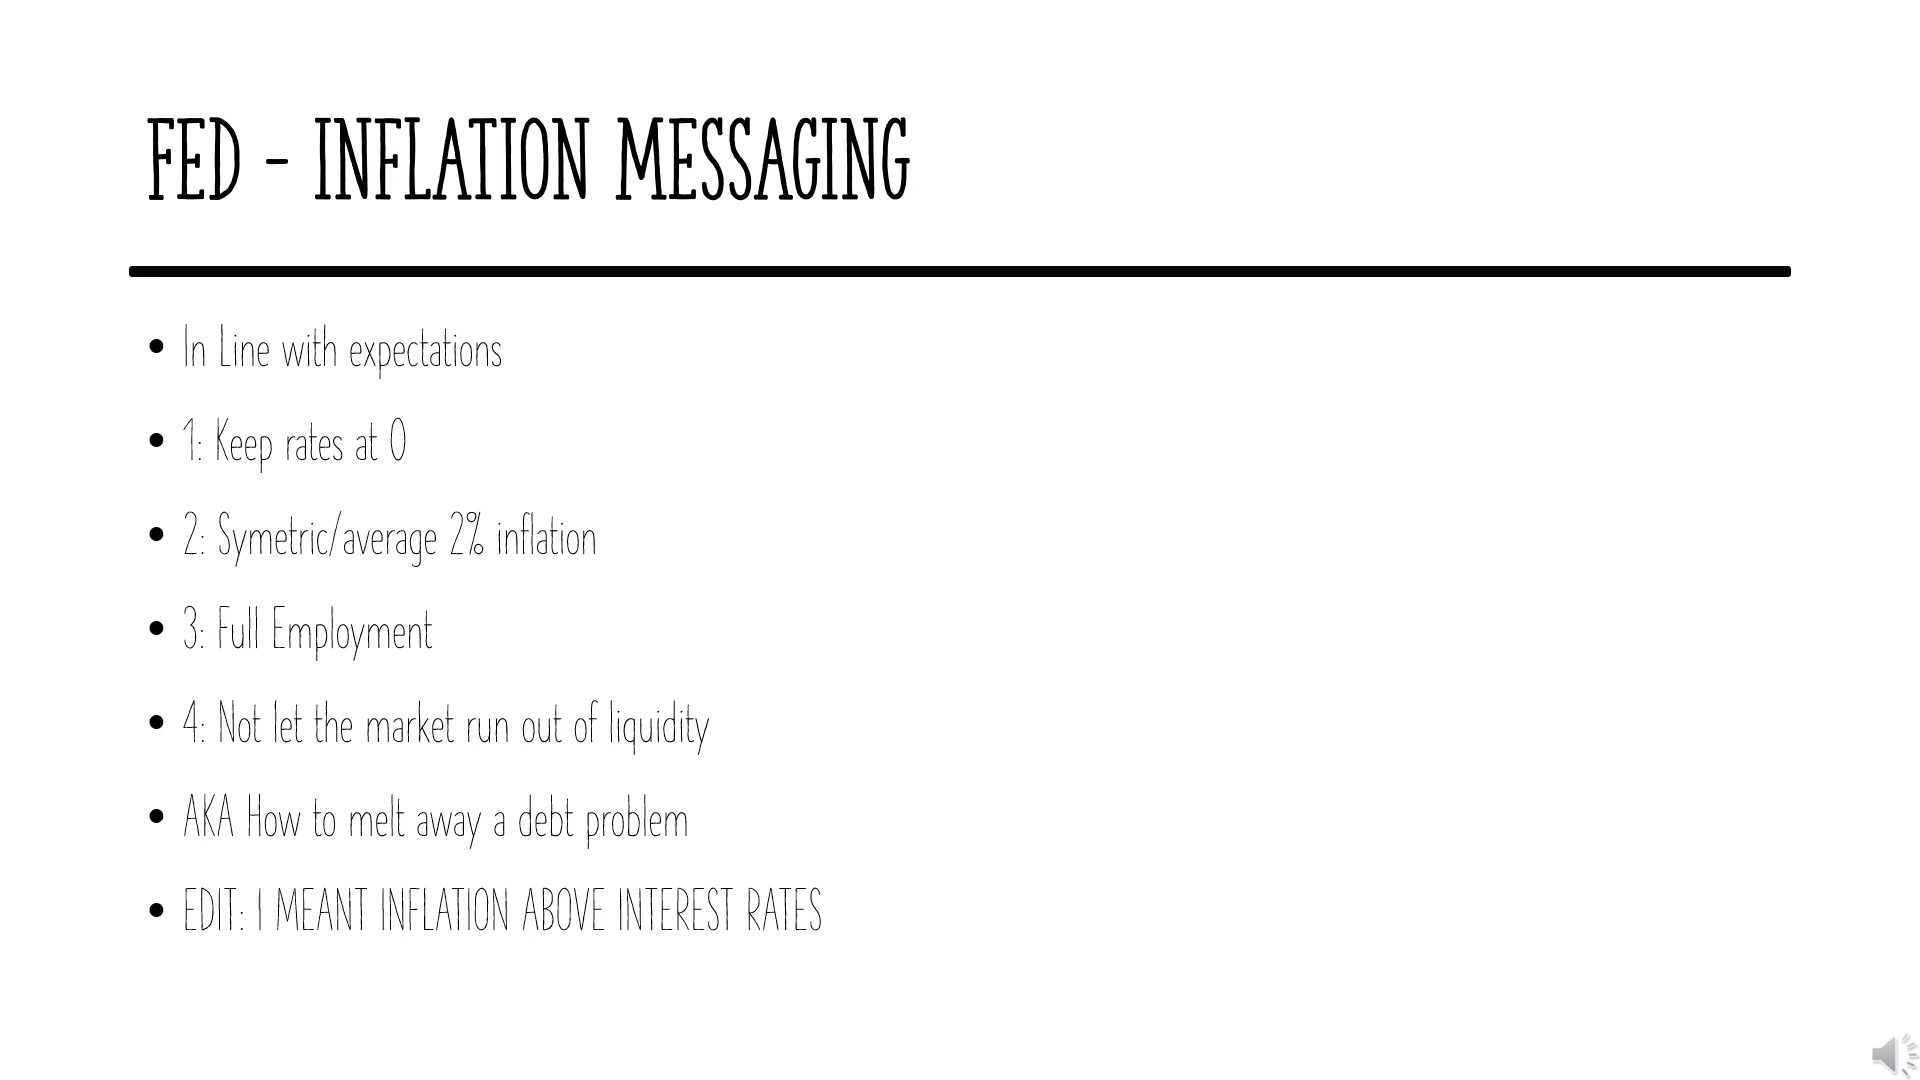 FED - INFLATION MESSAGING
• In Line with expectations
• 1: Keep rates at 0
• 2: Symetric/average 2% inflation
• 3: Full Employment
• 4: Not let the market run out of liquidity
• AKA How to melt away a debt problem
• EDIT: I MEANT INFLATION ABOVE INTEREST RATES